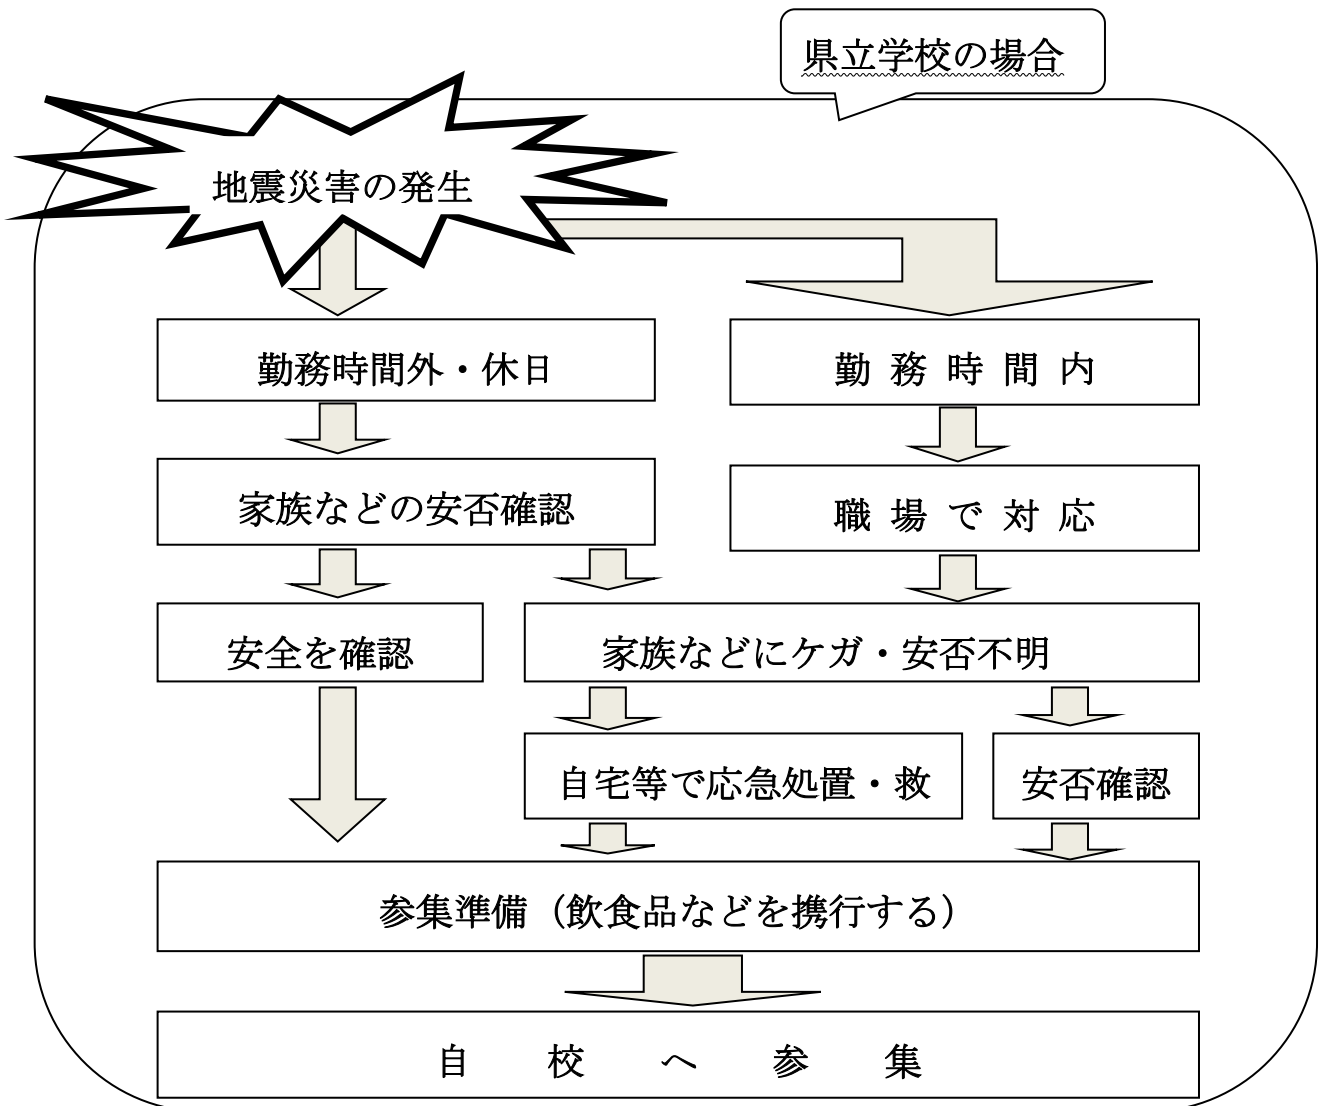 県立学校の場合
地震災害の発生
勤務時間外・休日
勤務時間内
家族などの安否確認
職場で対応
安全を確認
家族などにケガ・安否不明
自宅等で応急処置・救
安否確認
参集準備（飲食品などを携行する）
自校へ参集